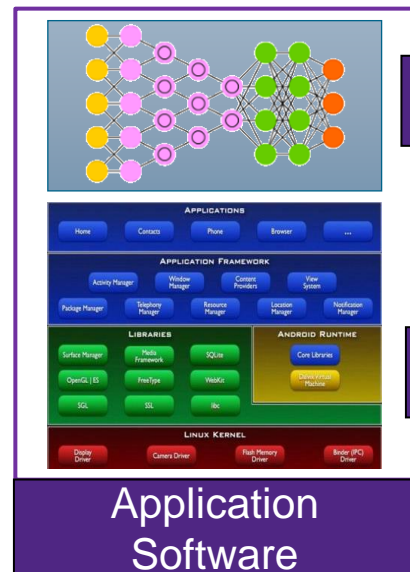 APPLICATIONS
Home Contacts Phone Browser ...
APPLICATION FRAMEWORK
Activity Manager Window Manager Content Providers View System
Package Manager Telephony Manager Resource Manager Location Manager Notification Manager
LIBRARIES
Surface Manager Media Framework SQLite
OpenGL | ES FreeType WebKit
SGL SSL libc
ANDROID RUNTIME
Core Libraries
Dalvik Virtual Machine
LINUX KERNEL
Display Driver Camera Driver Flash Memory Driver Binder (IPC) Driver
Application
Software